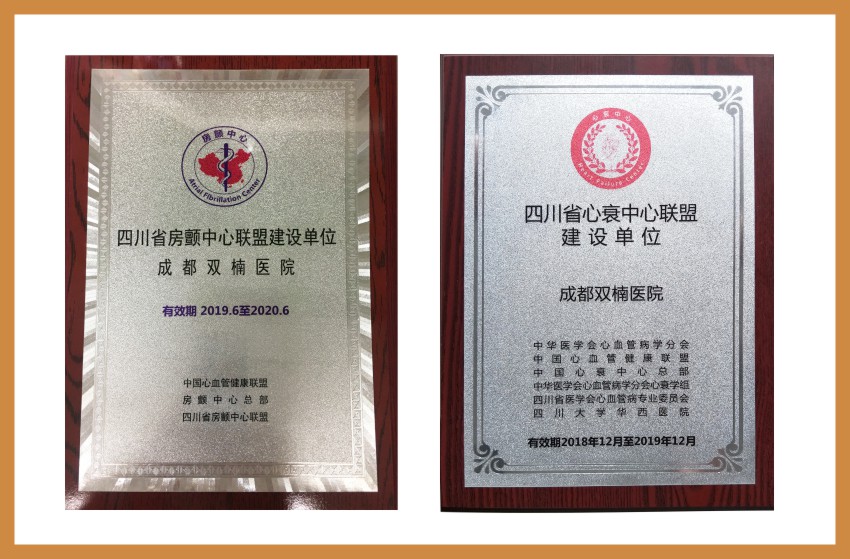 房颤中心
Atrial Fibrillation Center
四川省房颤中心联盟建设单位
成都双楠医院
有效期 2019.6至2020.6
中国心血管健康联盟
房颤中心总部
四川省房颤中心联盟
心衰中心
Heart Failure Center
四川省心衰中心联盟
建设单位
成都双楠医院
中华医学会心血管病学分会
中国心血管健康联盟
中国心衰中心总部
中华医学会心血管病学分会心衰学组
四川省医学会心血管病专业委员会
四川大学华西医院
有效期2018年12月至2019年12月